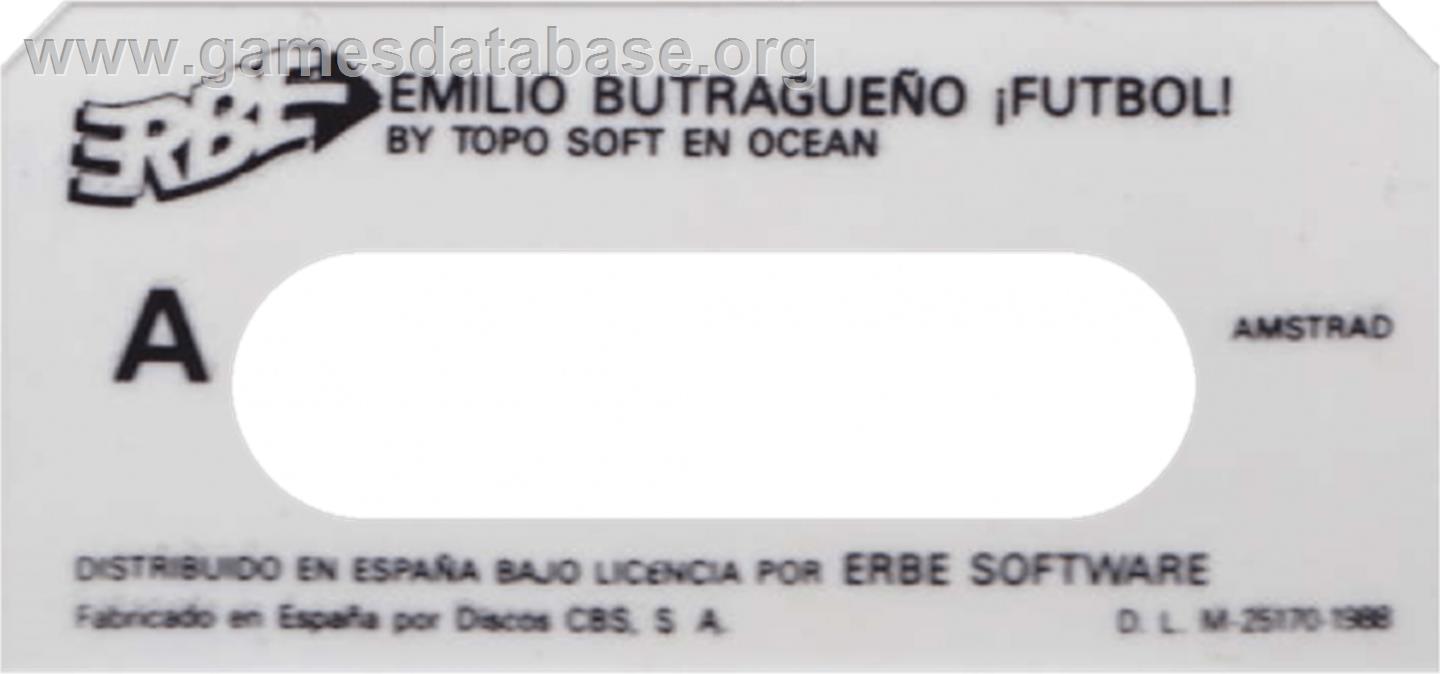 www.gamesdatabase.org
ERBE
EMILIO BUTRAGUEÑO ¡FUTBOL!
BY TOPO SOFT EN OCEAN
A
AMSTRAD
DISTRIBUIDO EN ESPAÑA BAJO LICENCIA POR ERBE SOFTWARE
Fabricado en España por Discos CBS, S A.
D. L. M-25170-1988